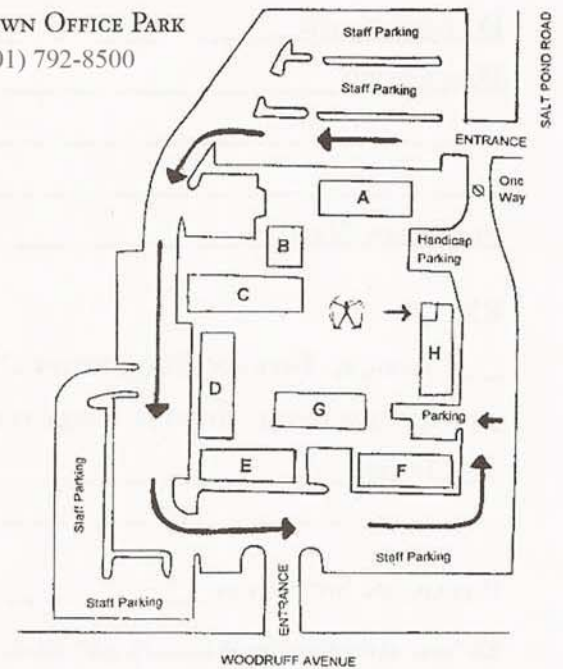 WN OFFICE PARK
01) 792-8500
Staff Parking
SALT POND ROAD
Staff Parking
ENTRANCE
One
Way
A
Handicap
Parking
B
C
H
D
G
Parking
E
F
Staff Parking
Staff Parking
Staff Parking
ENTRANCE
WOODRUFF AVENUE